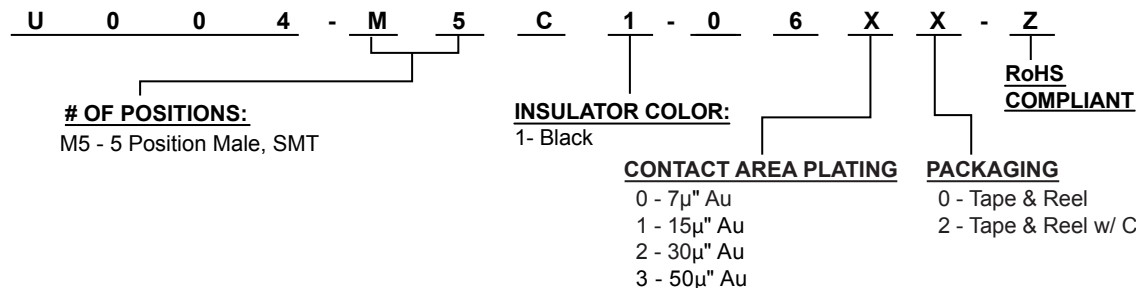 U 0 0 4 - M 5 C 1 - 0 6 X X - Z
RoHS
COMPLIANT
# OF POSITIONS:
M5 - 5 Position Male, SMT
INSULATOR COLOR:
1- Black
CONTACT AREA PLATING
0 - 7µ" Au
1 - 15µ" Au
2 - 30µ" Au
3 - 50µ" Au
PACKAGING
0 - Tape & Reel
2 - Tape & Reel w/ C